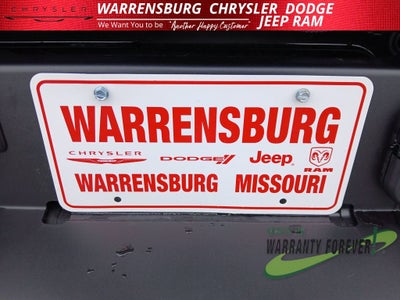 CHRYSLER WARRENSBURG CHRYSLER DODGE
JEEP RAM
We Want You to be "Another Happy Customer"
WARRENSBURG
CHRYSLER DODGE Jeep RAM
WARRENSBURG MISSOURI
WARRANTY FOREVER